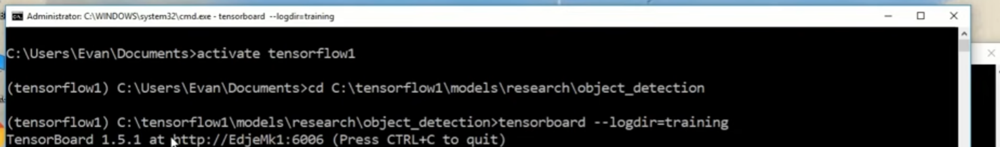 Administrator: C:\WINDOWS\system32\cmd.exe - tensorboard --logdir=training
C:\Users\Evan\Documents>activate tensorflow1
(tensorflow1) C:\Users\Evan\Documents>cd C:\tensorflow1\models\research\object_detection
(tensorflow1) C:\tensorflow1\models\research\object_detection>tensorboard --logdir=training
TensorBoard 1.5.1 at http://EdjeMk1:6006 (Press CTRL+C to quit)